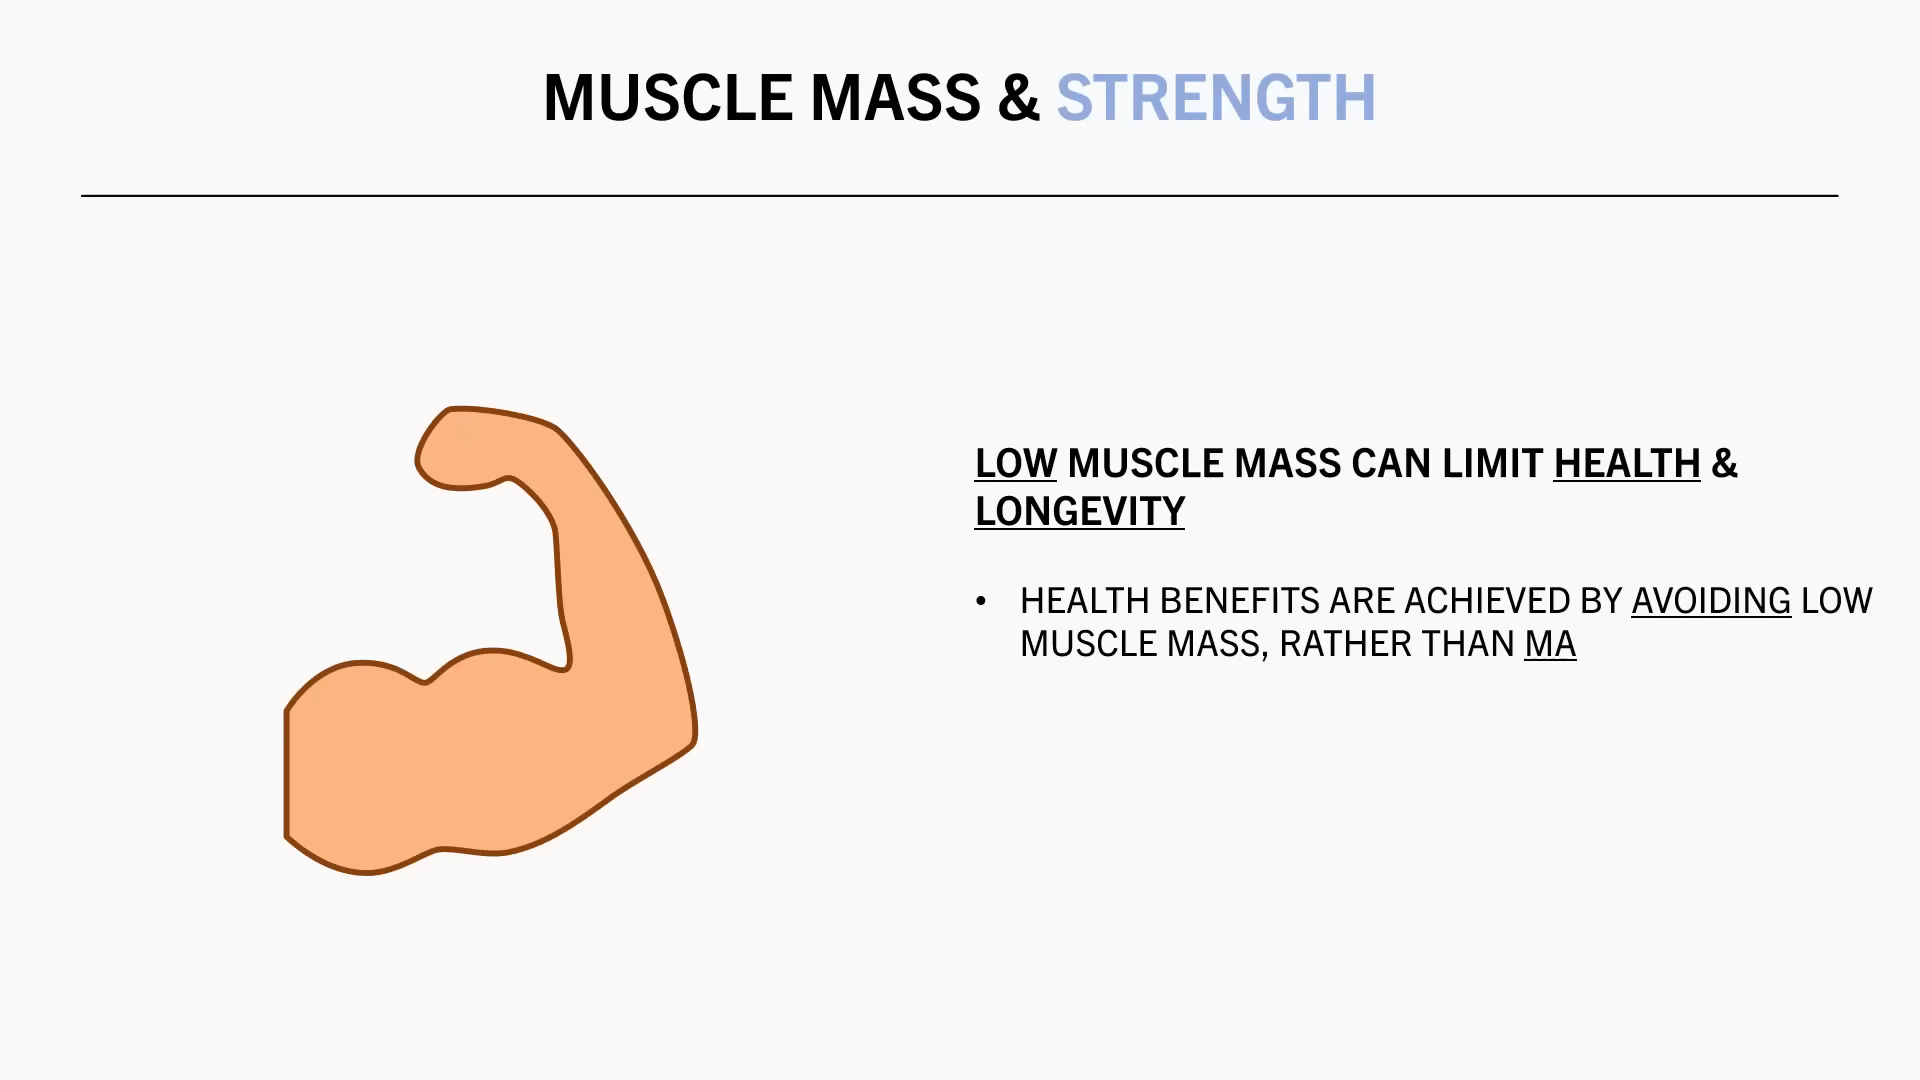 MUSCLE MASS & STRENGTH
LOW MUSCLE MASS CAN LIMIT HEALTH &
LONGEVITY
• HEALTH BENEFITS ARE ACHIEVED BY AVOIDING LOW
MUSCLE MASS, RATHER THAN MA